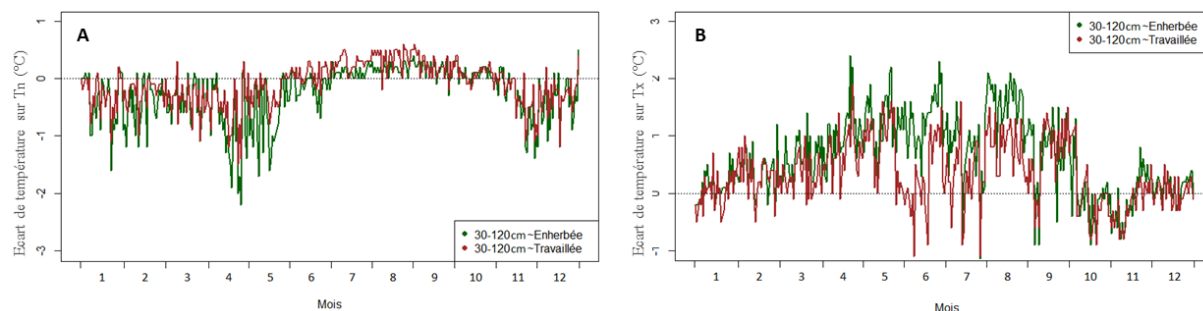 A
Ecart de température sur Tn (°C)
1
0
-1
-2
-3
30-120cm~Enherbée
30-120cm~Travaillée
1 2 3 4 5 6 7 8 9 10 11 12
Mois
B
Ecart de température sur Tx (°C)
3
2
1
0
-1
30-120cm~Enherbée
30-120cm~Travaillée
1 2 3 4 5 6 7 8 9 10 11 12
Mois